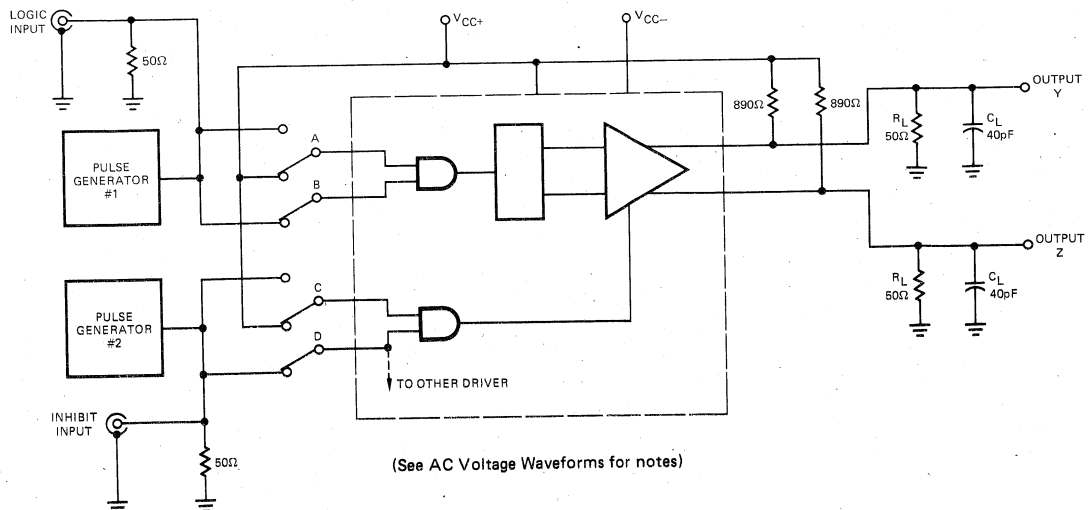 LOGIC
INPUT
50Ω
VCC+
VCC−
890Ω
890Ω
OUTPUT
Y
RL
50Ω
CL
40pF
PULSE
GENERATOR
#1
A
B
OUTPUT
Z
RL
50Ω
CL
40pF
PULSE
GENERATOR
#2
C
D
TO OTHER DRIVER
INHIBIT
INPUT
50Ω
(See AC Voltage Waveforms for notes)